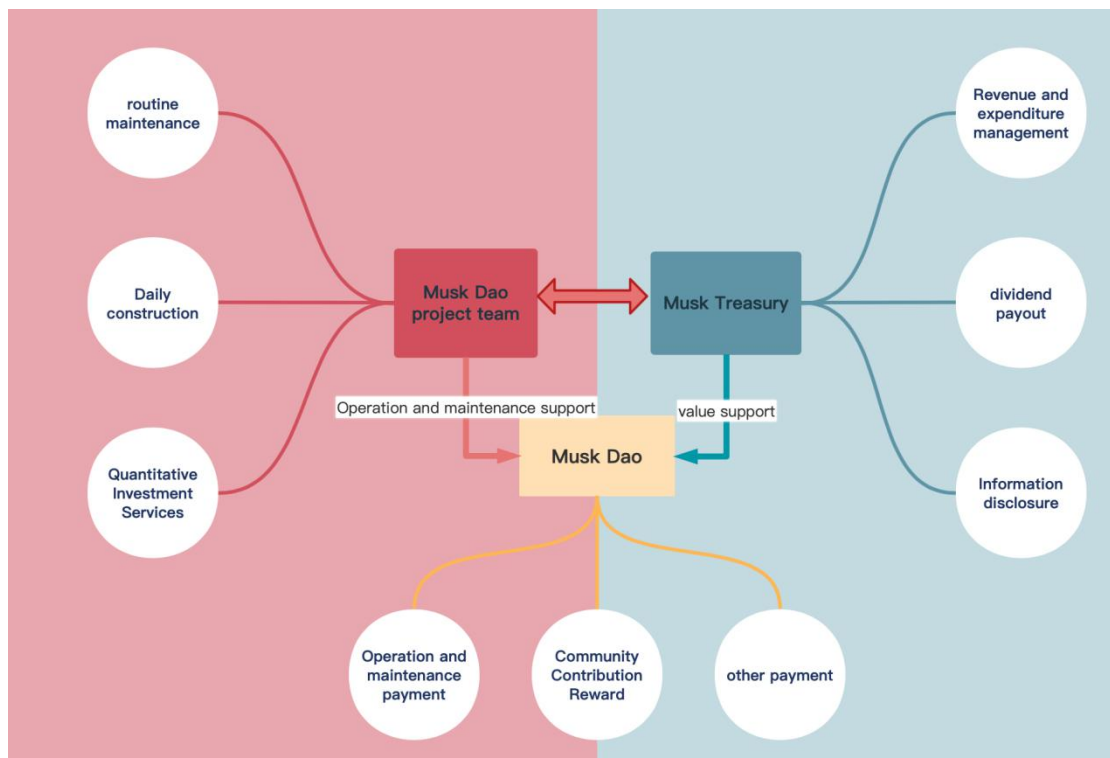 routine
maintenance
Daily
construction
Quantitative
Investment
Services
Musk Dao
project team
Musk Treasury
Revenue and
expenditure
management
dividend
payout
Information
disclosure
Operation and maintenance support
value support
Musk Dao
Operation and
maintenance
payment
Community
Contribution
Reward
other payment